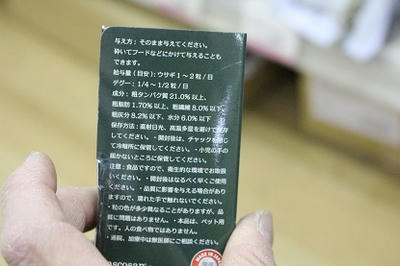 与え方：そのまま与えてください。
砕いてフードなどにかけて与えることも
できます。
給与量（目安）：ウサギ1～2粒／日
デグー：1/4～1/2粒／日
成分：粗タンパク質21.0%以上、
粗脂肪1.70%以上、粗繊維8.0%以下、
粗灰分8.2%以下、水分6.0%以下
保存方法：直射日光、高温多湿を避けて保存
してください。・開封後は、チャックを閉じ
て冷暗所に保管してください。・小児の手の
届かないところに保管してください。
注意：食品ですので、衛生的な環境でお取扱
いください。・開封後はなるべく早くご使用
ください。・品質に影響を与える場合があり
ますので、濡れた手で触れないでください。
・粒の色が多少異なることがありますが、品
質に問題はありません。・本品は、ペット用
です。人の食べ物ではありません。
・通院、加療中は獣医師にご相談ください。
MADE IN